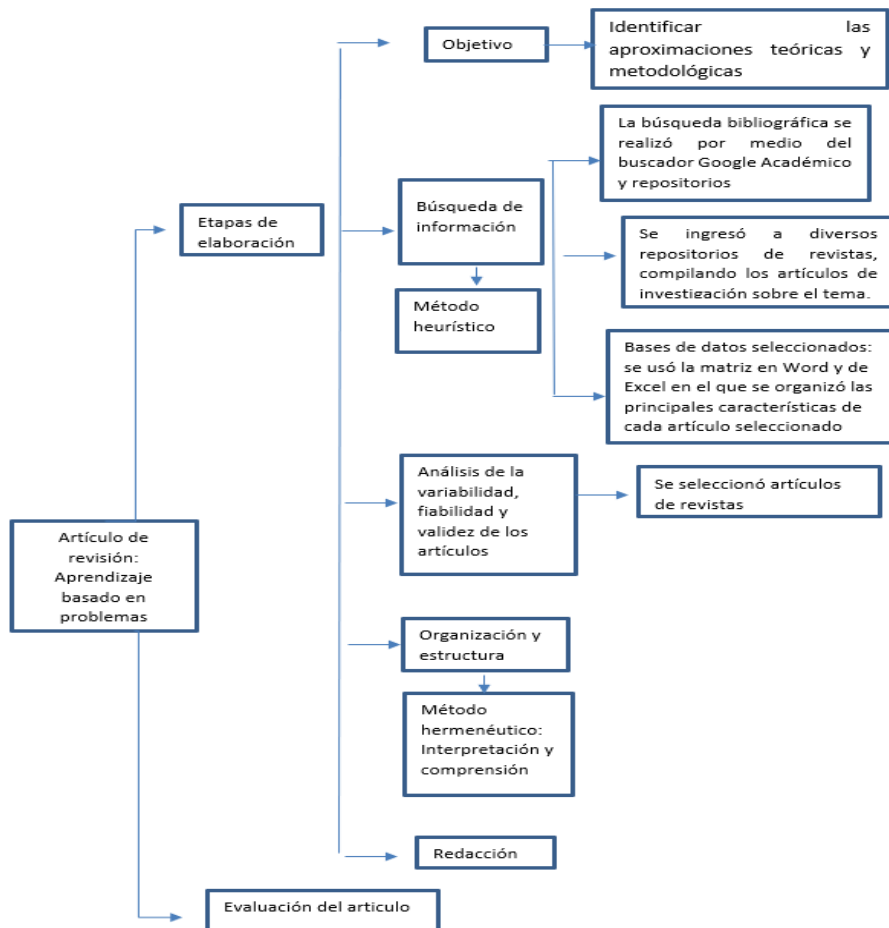 Objetivo
Identificar las
aproximaciones teóricas y
metodológicas
La búsqueda bibliográfica se
realizó por medio del
buscador Google Académico
y repositorios
Etapas de
elaboración
Búsqueda de
información
Se ingresó a diversos
repositorios de revistas,
compilando los artículos de
investigación sobre el tema.
Método
heurístico
Bases de datos seleccionados:
se usó la matriz en Word y de
Excel en el que se organizó las
principales características de
cada artículo seleccionado
Análisis de la
variabilidad,
fiabilidad y
validez de los
artículos
Se seleccionó artículos
de revistas
Artículo de
revisión:
Aprendizaje
basado en
problemas
Organización y
estructura
Método
hermenéutico:
Interpretación y
comprensión
Redacción
Evaluación del articulo